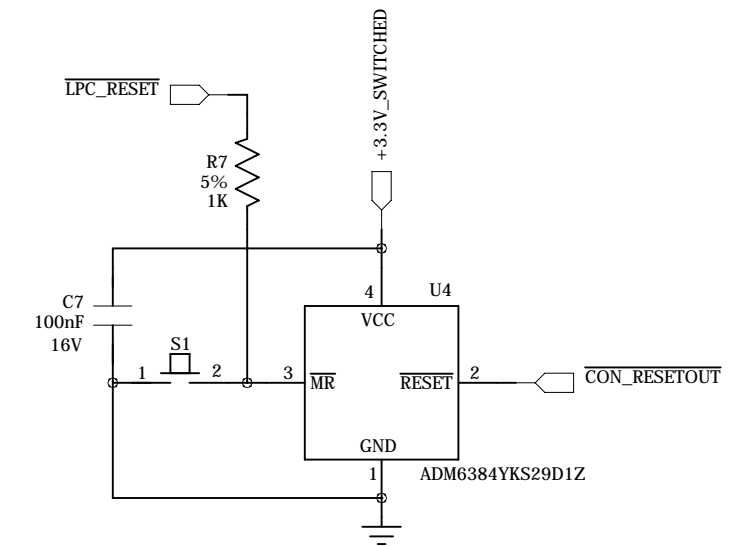 +3.3V_SWITCHED
LPC_RESET
R7
5%
1K
4
U4
VCC
C7
100nF
16V
S1
1
2
3
MR
RESET
2
CON_RESETOUT
GND
1
ADM6384YKS29D1Z